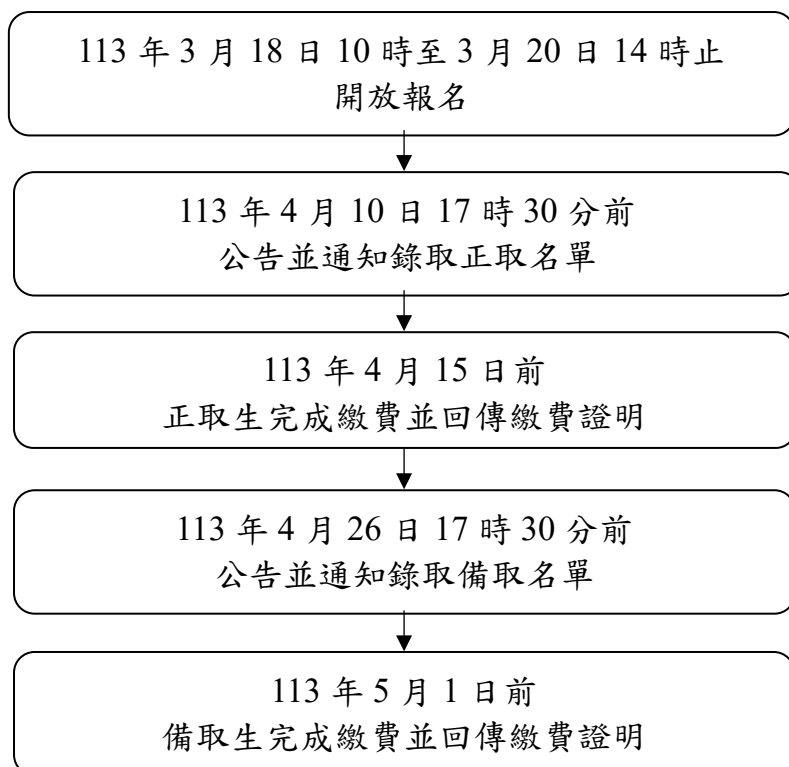 113 年 3 月 18 日 10 時至 3 月 20 日 14 時止
開放報名
113 年 4 月 10 日 17 時 30 分前
公告並通知錄取正取名單
113 年 4 月 15 日前
正取生完成繳費並回傳繳費證明
113 年 4 月 26 日 17 時 30 分前
公告並通知錄取備取名單
113 年 5 月 1 日前
備取生完成繳費並回傳繳費證明